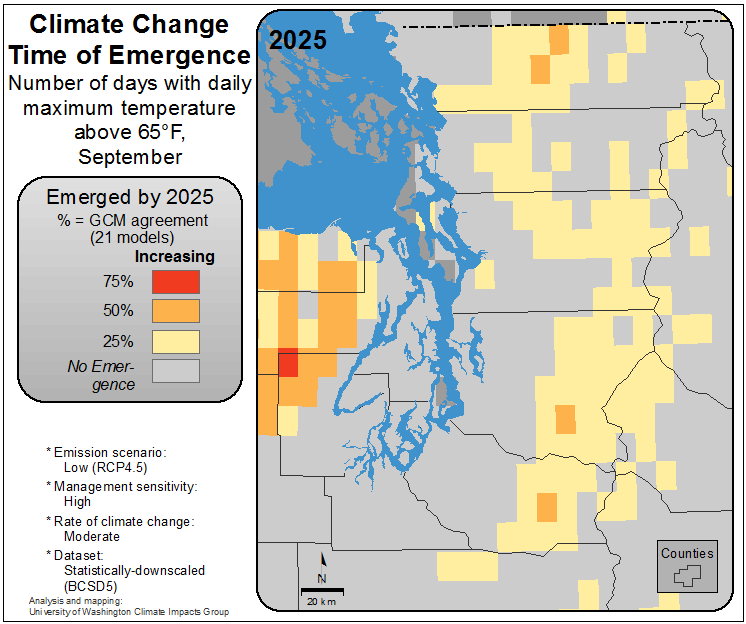 Climate Change
Time of Emergence
Number of days with daily
maximum temperature
above 65°F,
September
Emerged by 2025
% = GCM agreement
(21 models)
Increasing
75%
50%
25%
No Emer-
gence
* Emission scenario:
Low (RCP4.5)
* Management sensitivity:
High
* Rate of climate change:
Moderate
* Dataset:
Statistically-downscaled
(BCSD5)
Analysis and mapping:
University of Washington Climate Impacts Group
2025
N
20 km
Counties